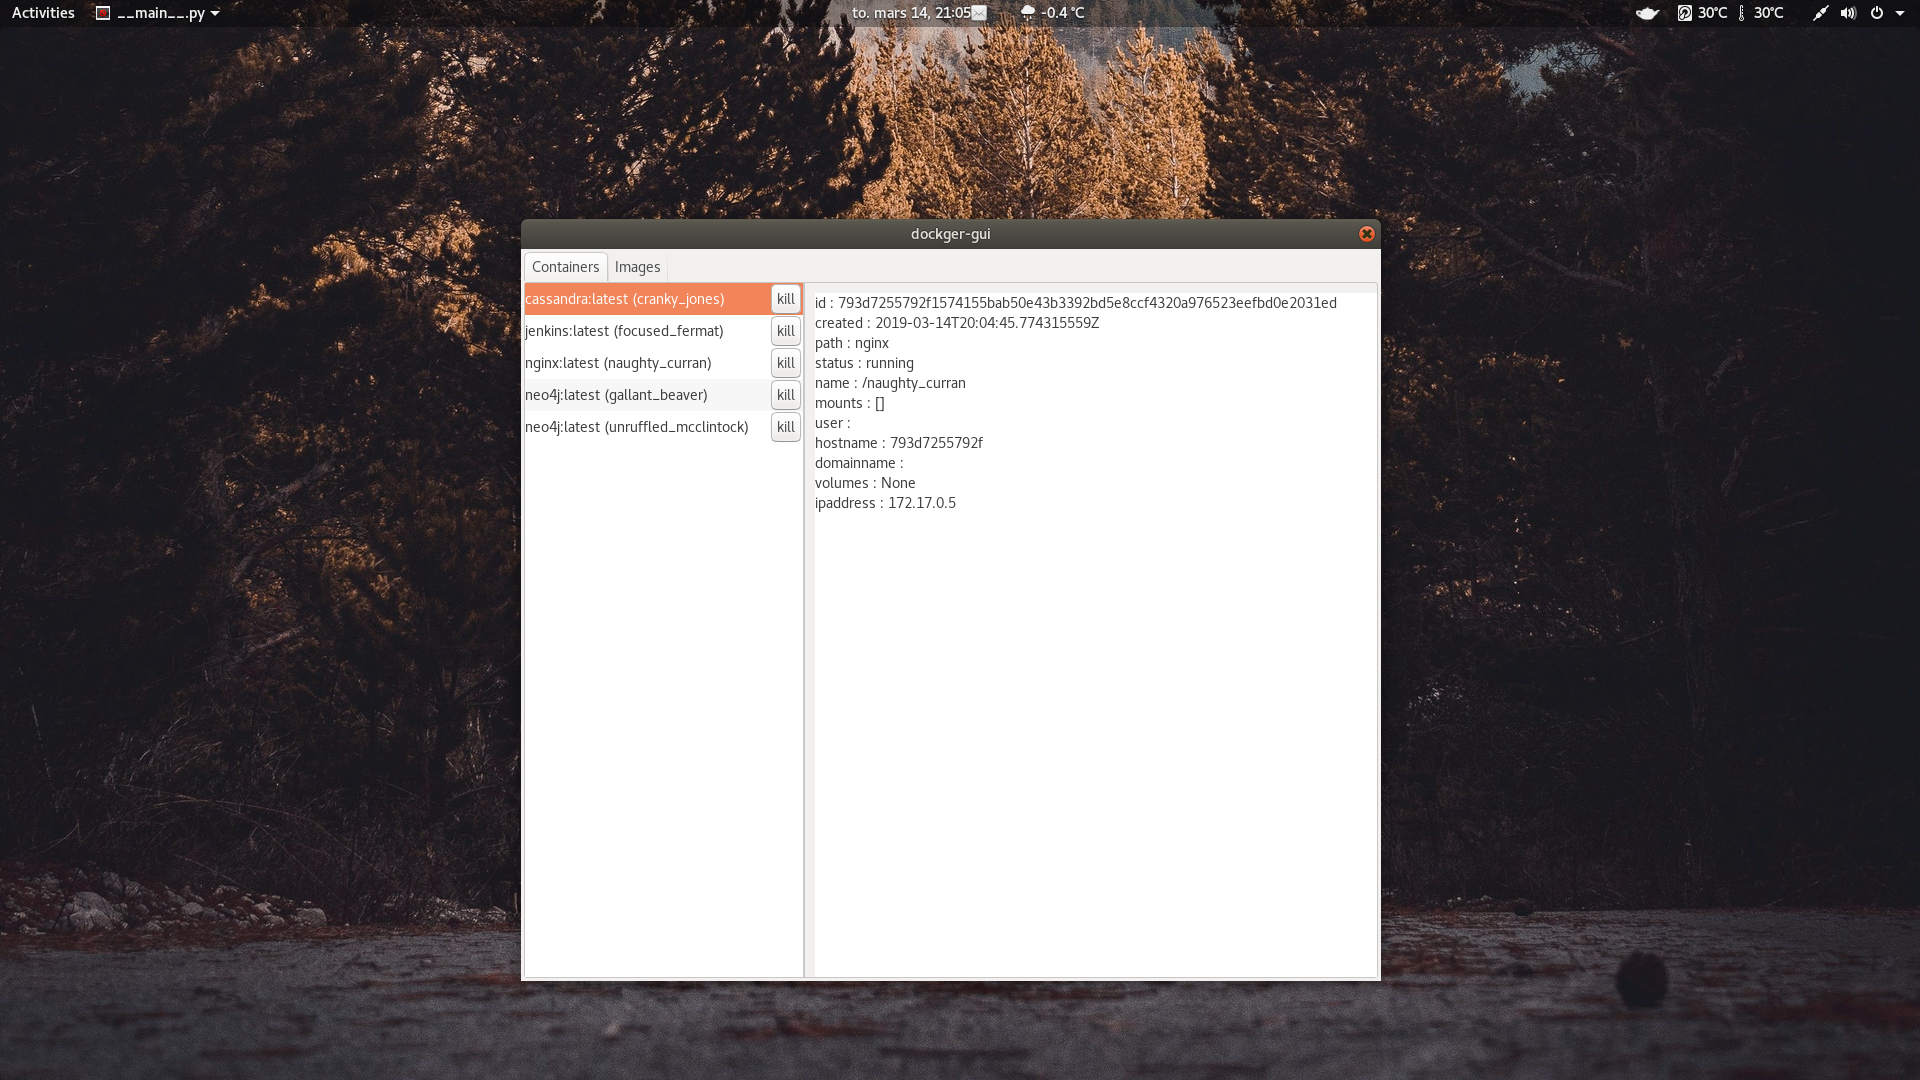 Activities __main__.py to. mars 14, 21:05 -0.4 °C 30°C 30°C
dockger-gui
Containers Images
cassandra:latest (cranky_jones) kill
jenkins:latest (focused_fermat) kill
nginx:latest (naughty_curran) kill
neo4j:latest (gallant_beaver) kill
neo4j:latest (unruffled_mcclintock) kill
id : 793d7255792f1574155bab50e43b3392bd5e8ccf4320a976523eefbd0e2031ed
created : 2019-03-14T20:04:45.774315559Z
path : nginx
status : running
name : /naughty_curran
mounts : []
user :
hostname : 793d7255792f
domainname :
volumes : None
ipaddress : 172.17.0.5